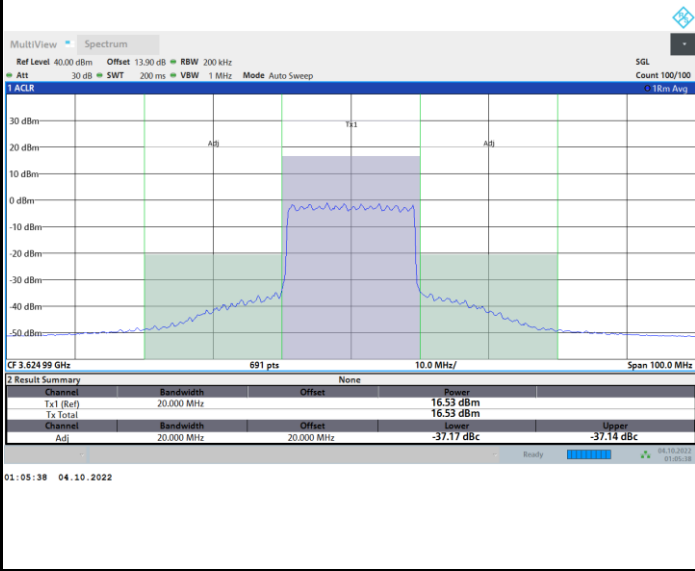 MultiView Spectrum
Ref Level 40.00 dBm Offset 13.90 dB RBW 200 kHz SGL
Att 30 dB SWT 200 ms VBW 1 MHz Mode Auto Sweep Count 100/100
1 ACLR 1Rm Avg
30 dBm
Tx1
20 dBm
Adj Adj
10 dBm
0 dBm
-10 dBm
-20 dBm
-30 dBm
-40 dBm
-50 dBm
CF 3.62499 GHz 691 pts 10.0 MHz/ Span 100.0 MHz
2 Result Summary None
Channel Bandwidth Offset Power
Tx1 (Ref) 20.000 MHz 16.53 dBm
Tx Total 16.53 dBm
Channel Bandwidth Offset Lower Upper
Adj 20.000 MHz 20.000 MHz -37.17 dBc -37.14 dBc
Ready 04.10.2022
01:05:38
01:05:38 04.10.2022